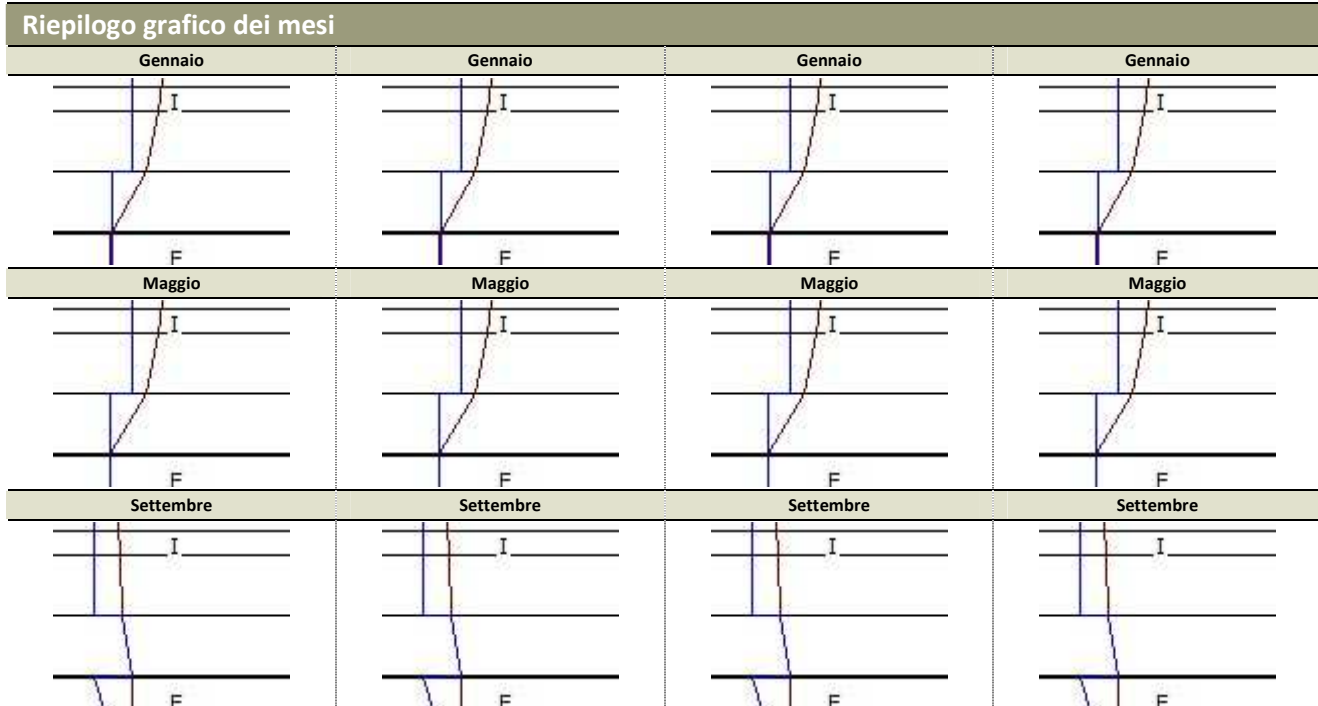 Riepilogo grafico dei mesi
Gennaio Gennaio Gennaio Gennaio
I I I I
E E E E
Maggio Maggio Maggio Maggio
I I I I
E E E E
Settembre Settembre Settembre Settembre
I I I I
E E E E